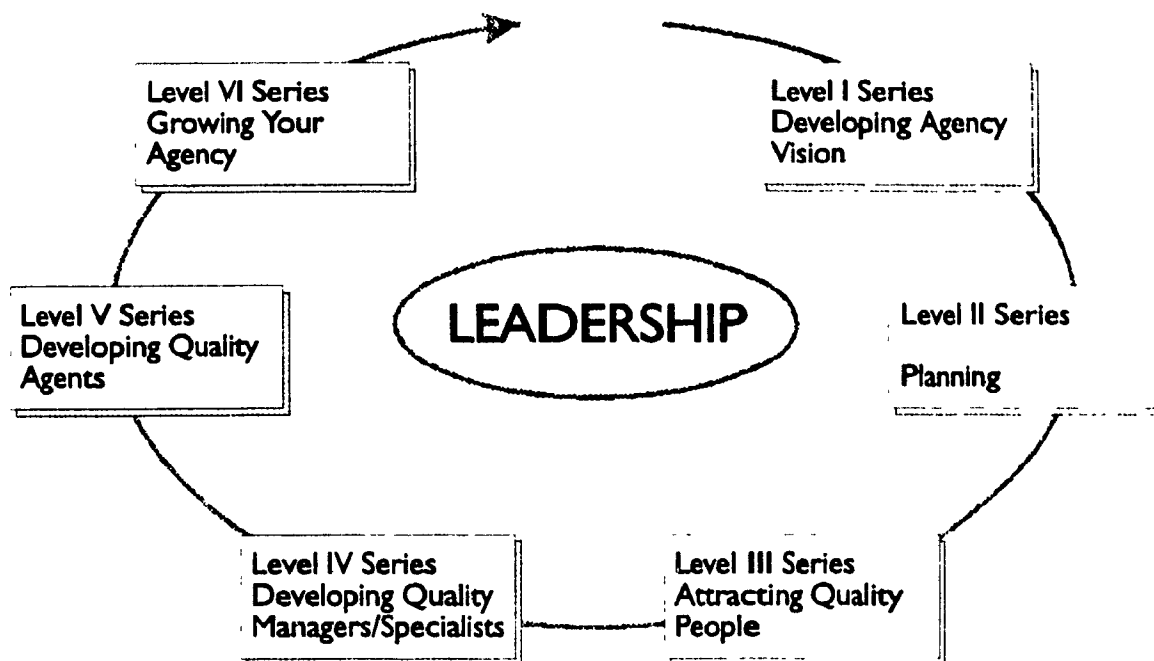 Level I Series
Developing Agency
Vision
Level II Series
Planning
Level III Series
Attracting Quality
People
Level IV Series
Developing Quality
Managers/Specialists
Level V Series
Developing Quality
Agents
Level VI Series
Growing Your
Agency
LEADERSHIP